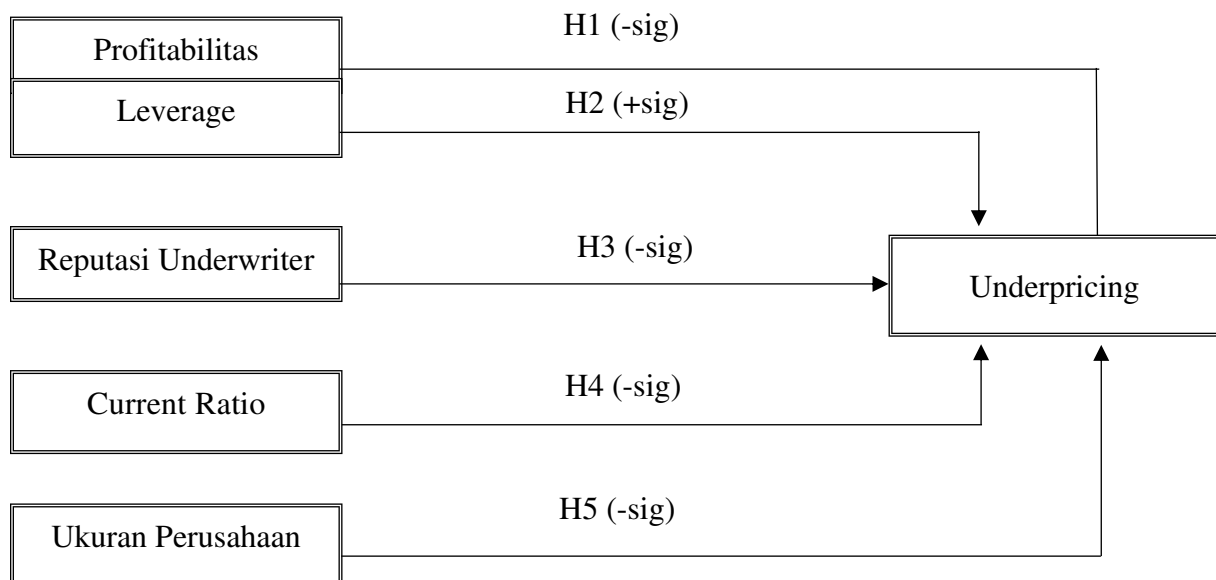 H1 (-sig)
Profitabilitas
H2 (+sig)
Leverage
H3 (-sig)
Reputasi Underwriter
Underpricing
H4 (-sig)
Current Ratio
H5 (-sig)
Ukuran Perusahaan